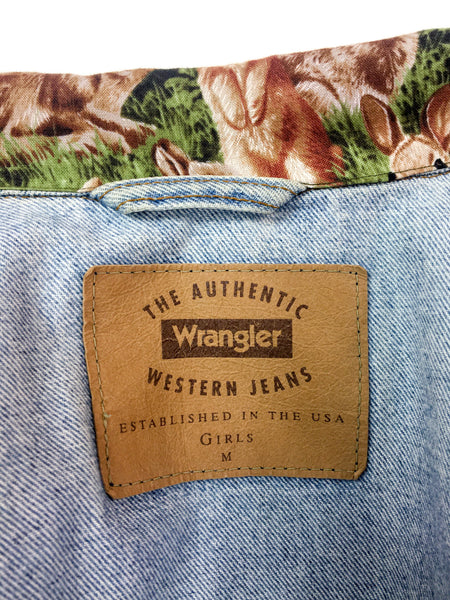 THE AUTHENTIC
Wrangler
WESTERN JEANS
ESTABLISHED IN THE USA
GIRLS
M